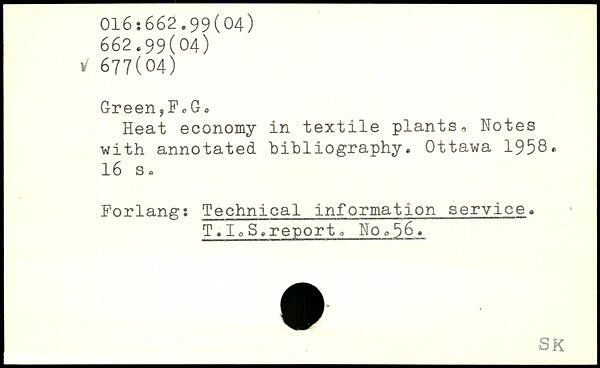 016:662.99(04)
662.99(04)
✓ 677(04)
Green,F.G.
Heat economy in textile plants. Notes
with annotated bibliography. Ottawa 1958.
16 s.
Forlang: Technical information service.
T.I.S.report. No.56.
SK